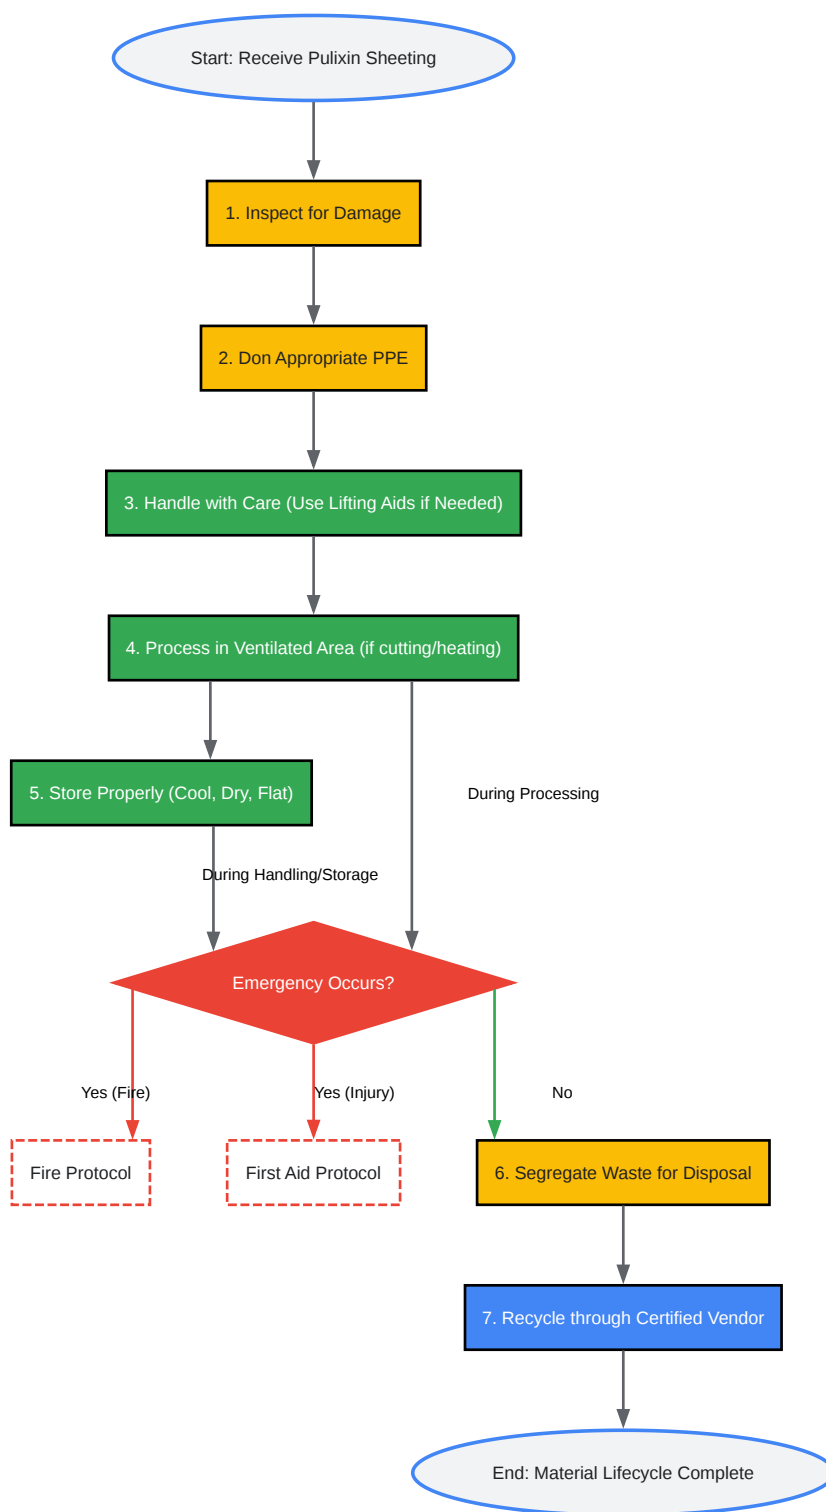 Start: Receive Pulixin Sheeting
1. Inspect for Damage
2. Don Appropriate PPE
3. Handle with Care (Use Lifting Aids if Needed)
4. Process in Ventilated Area (if cutting/heating)
5. Store Properly (Cool, Dry, Flat)
During Processing
During Handling/Storage
Emergency Occurs?
Yes (Fire)
Yes (Injury)
No
Fire Protocol
First Aid Protocol
6. Segregate Waste for Disposal
7. Recycle through Certified Vendor
End: Material Lifecycle Complete